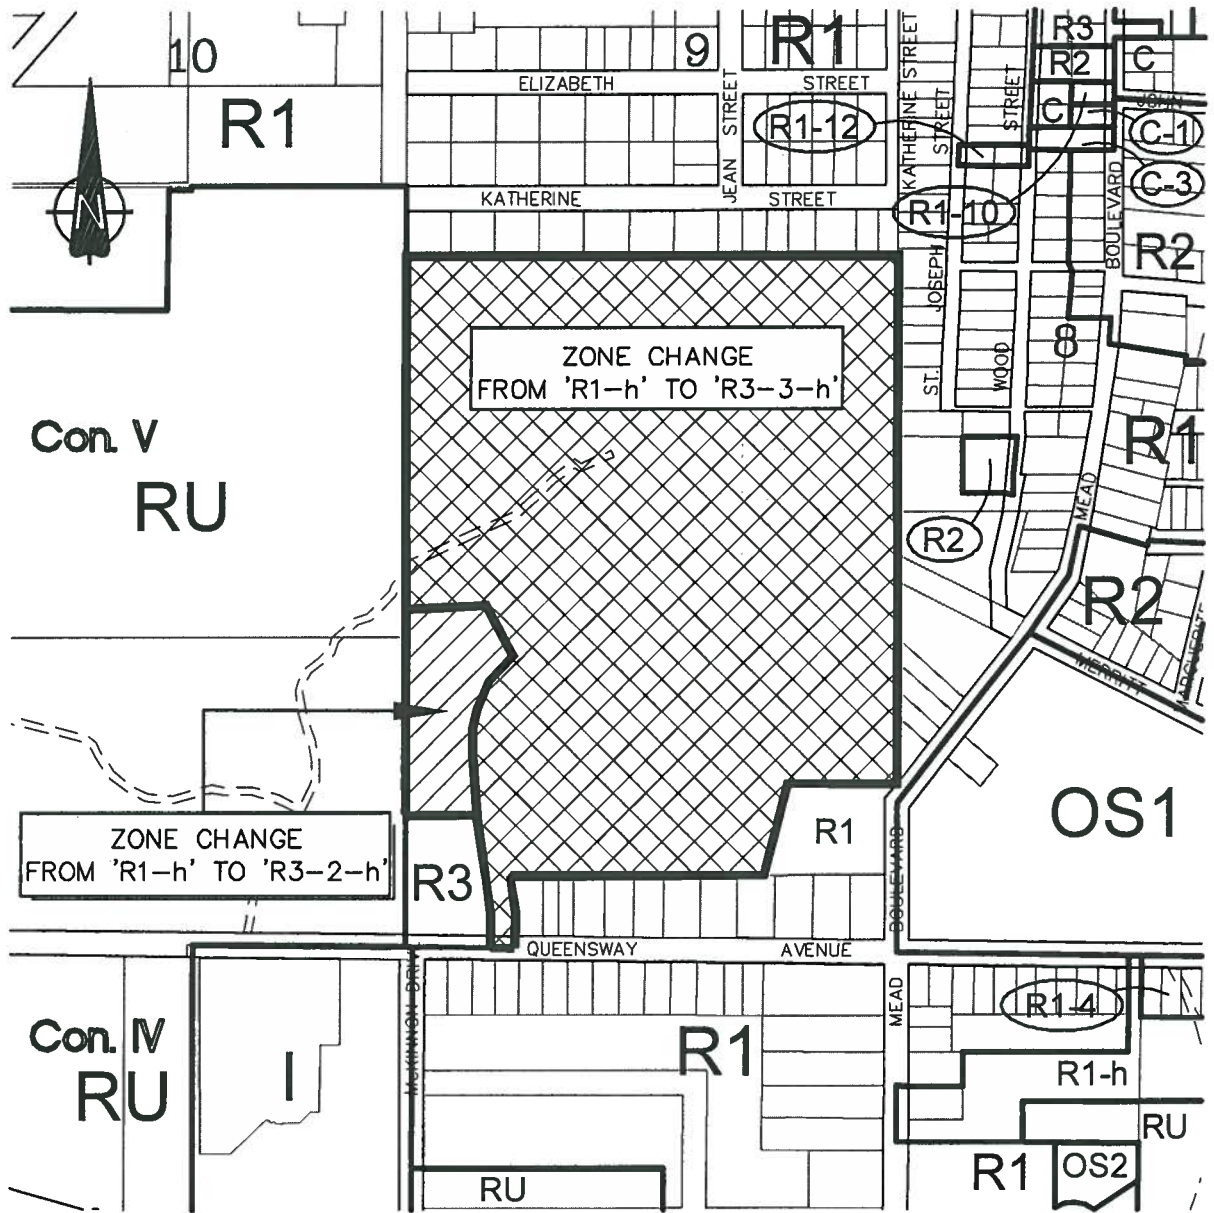 10
9
R1
R3
R2
C
ELIZABETH
STREET
JOHN
R1
STREET
KATHERINE STREET
STREET
STREET
R1-12
C
C-1
C-3
JEAN
KATHERINE
STREET
R1-10
BOULEVARD
R2
N
ST. JOSEPH
ZONE CHANGE
FROM 'R1-h' TO 'R3-3-h'
8
WOOD
Con. V
RU
R1
MEAD
R2
R2
MARGUERITE
MERRITT
ZONE CHANGE
FROM 'R1-h' TO 'R3-2-h'
R3
R1
OS1
BOULEVARD
QUEENSWAY
AVENUE
McKINNON DRIVE
MEAD
R1-4
Con. IV
RU
I
R1
R1-h
RU
RU
R1
OS2